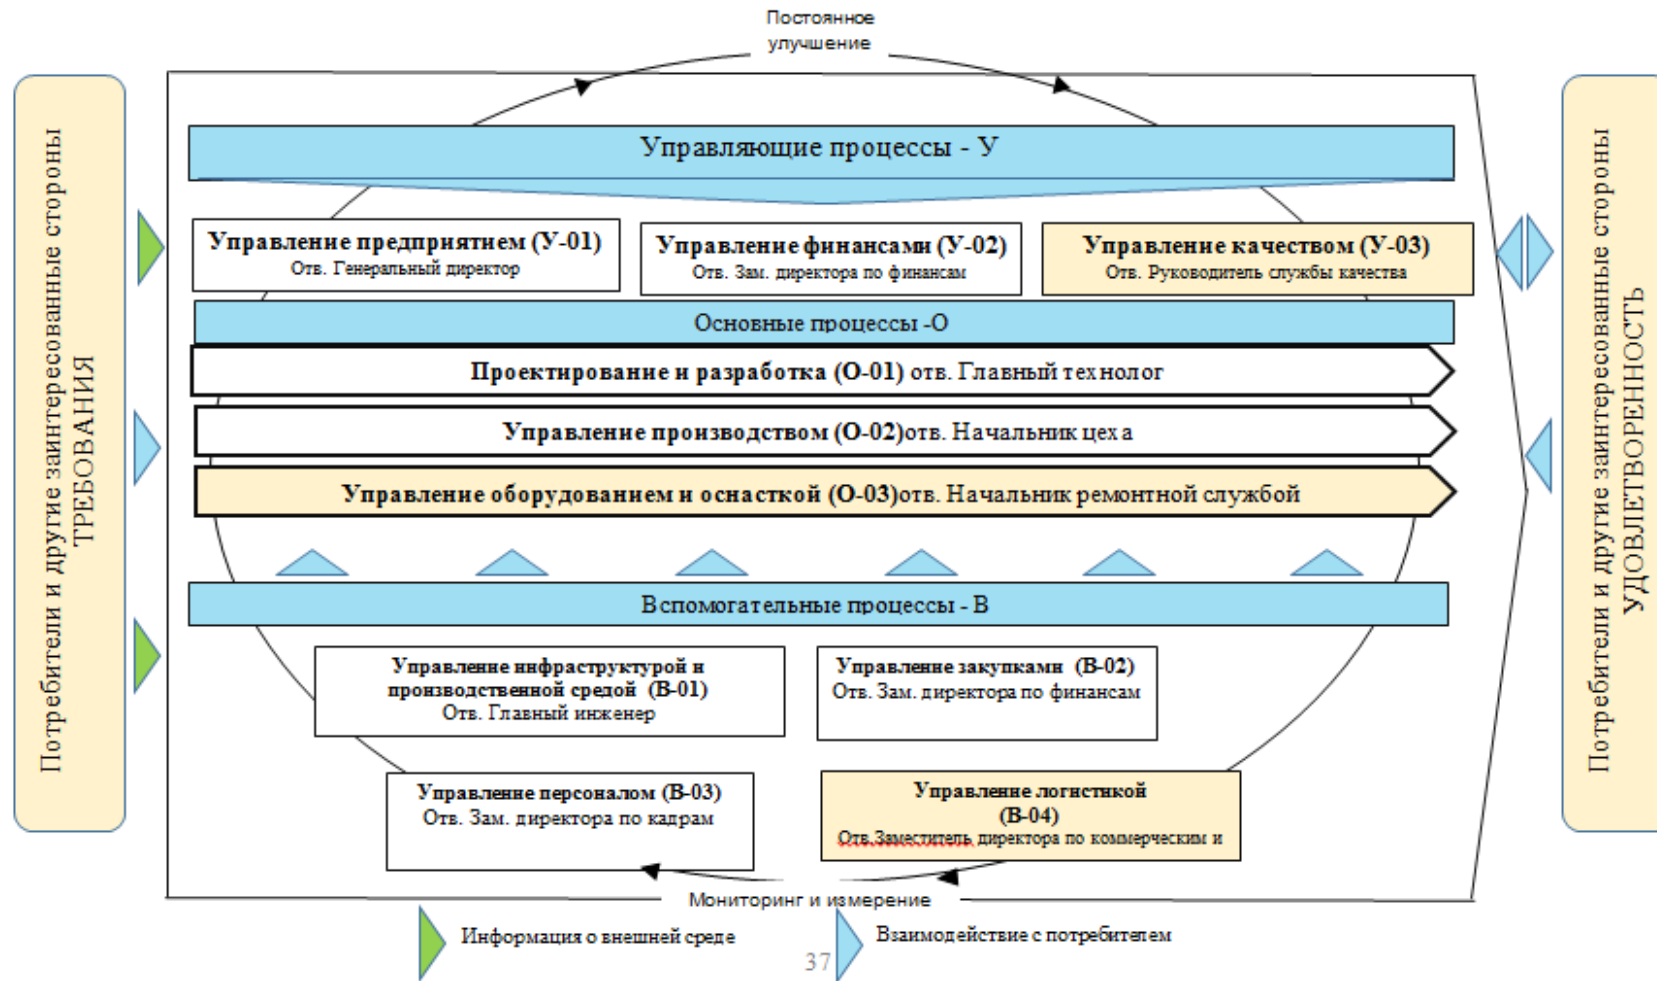 Постоянное
улучшение
Потребители и другие заинтересованные стороны
ТРЕБОВАНИЯ
Управляющие процессы - У
Управление предприятием (У-01)
Отв. Генеральный директор
Управление финансами (У-02)
Отв. Зам. директора по финансам
Управление качеством (У-03)
Отв. Руководитель службы качества
Основные процессы -О
Проектирование и разработка (О-01) отв. Главный технолог
Управление производством (О-02)отв. Начальник цеха
Управление оборудованием и оснасткой (О-03)отв. Начальник ремонтной службой
Вспомогательные процессы - В
Управление инфраструктурой и
производственной средой (В-01)
Отв. Главный инженер
Управление закупками (В-02)
Отв. Зам. директора по финансам
Управление персоналом (В-03)
Отв. Зам. директора по кадрам
Управление логистикой
(В-04)
Отв.Заместитель директора по коммерческим и
Потребители и другие заинтересованные стороны
УДОВЛЕТВОРЕННОСТЬ
Мониторинг и измерение
Информация о внешней среде
Взаимодействие с потребителем
37